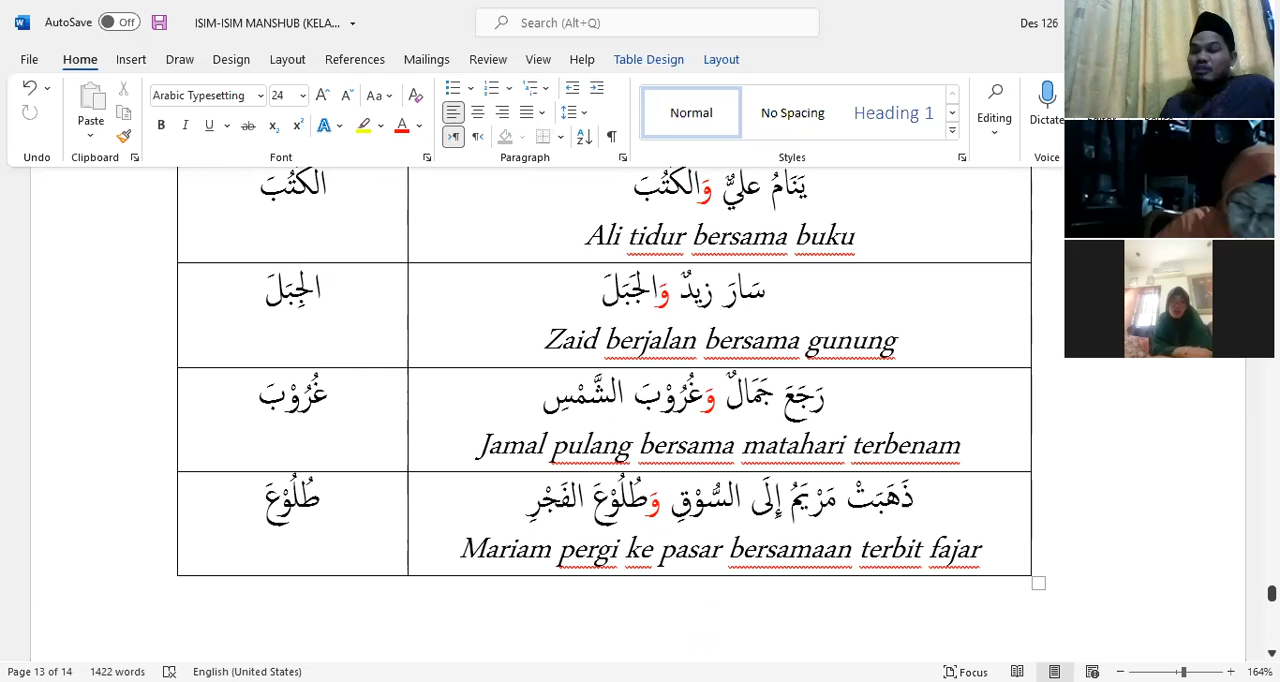 AutoSave Off ISIM-ISIM MANSHUB (KELA... Search (Alt+Q) Des 126
File Home Insert Draw Design Layout References Mailings Review View Help Table Design Layout
Arabic Typesetting 24 Aa
Paste
Normal No Spacing Heading 1 Editing Dictate
Undo Clipboard Font Paragraph Styles Voice
الكُتُبَ
يَنَامُ عَلِيٌّ وَالكُتُبَ
Ali tidur bersama buku
الجِبَلَ
سَارَ زيدٌ وَالجَبَلَ
Zaid berjalan bersama gunung
غُرُوْبَ
رَجَعَ جَمَالٌ وَغُرُوْبَ الشَّمْسِ
Jamal pulang bersama matahari terbenam
طُلُوْعَ
ذَهَبَتْ مَرْيَمُ إِلَى السُّوْقِ وَطُلُوْعَ الفَجْرِ
Mariam pergi ke pasar bersamaan terbit fajar
Page 13 of 14 1422 words English (United States) Focus 164%